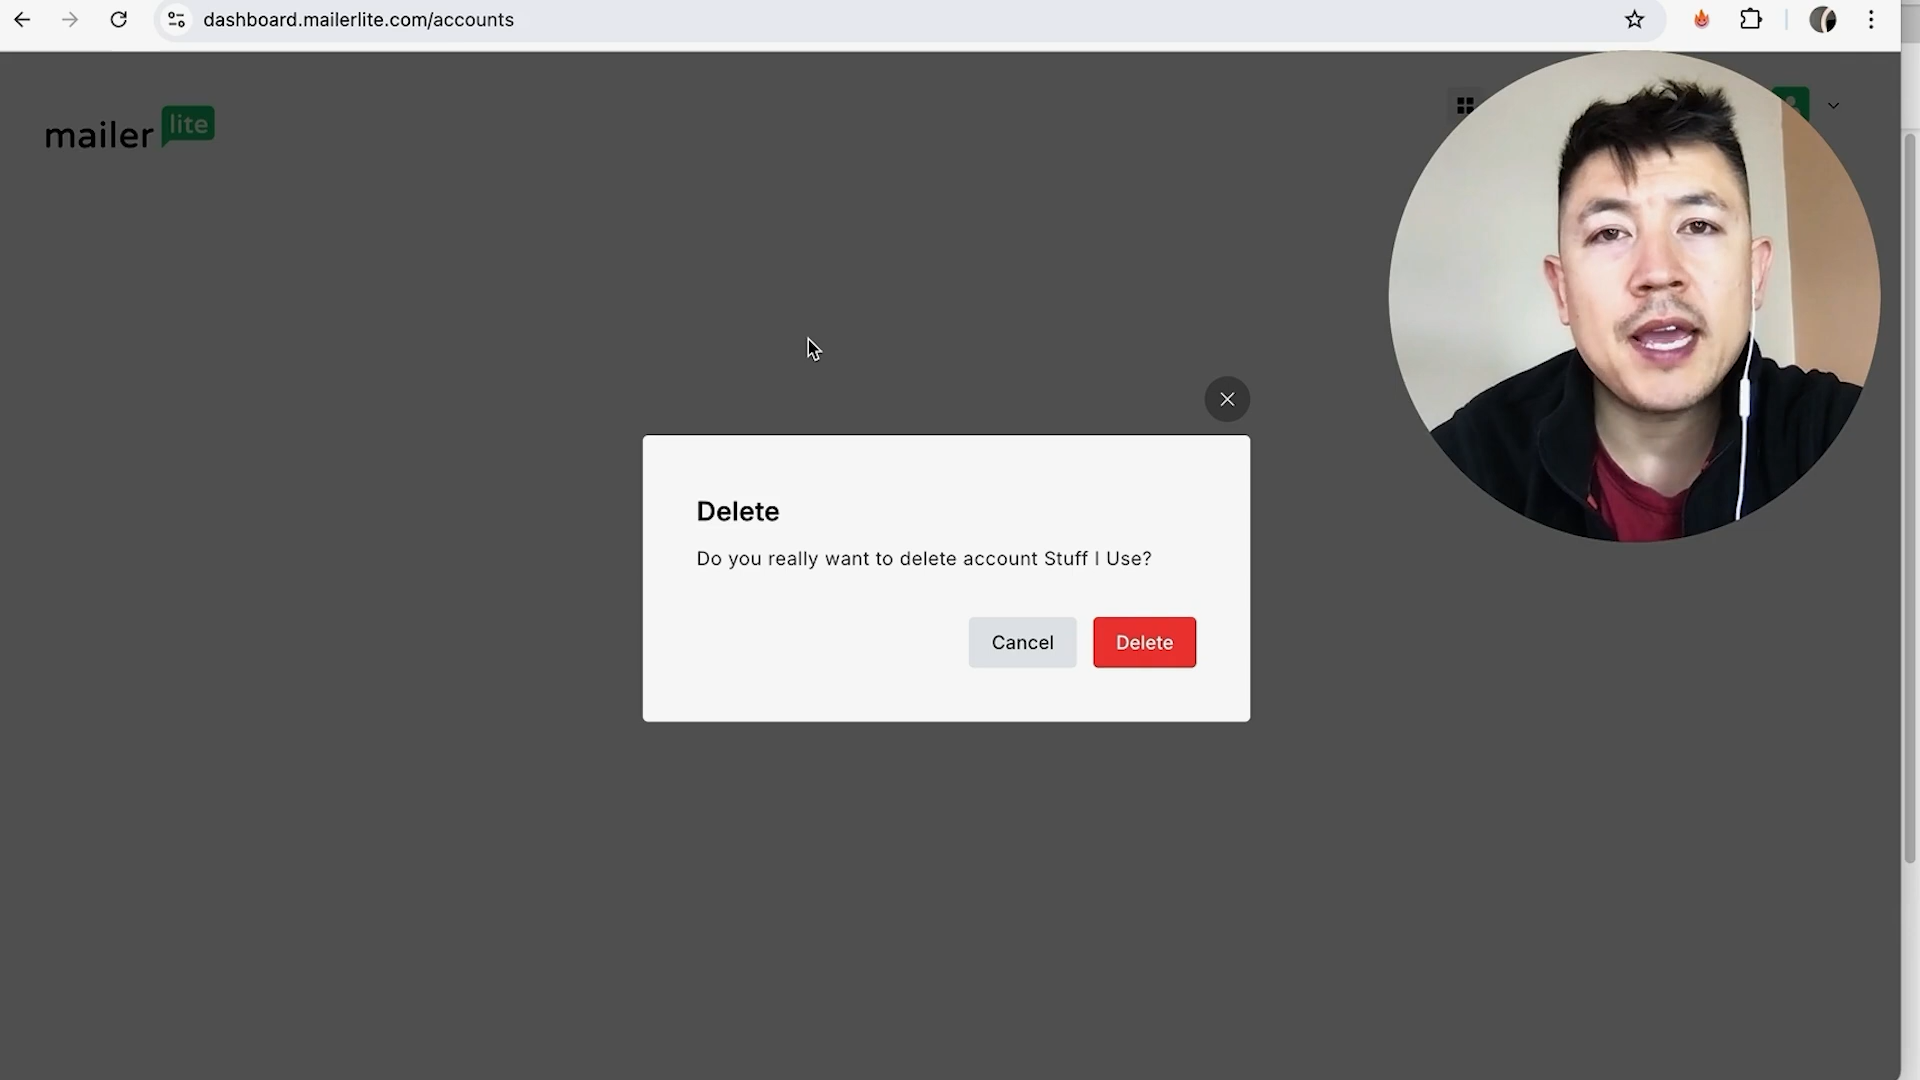 dashboard.mailerlite.com/accounts
mailer lite
Delete
Do you really want to delete account Stuff I Use?
Cancel Delete